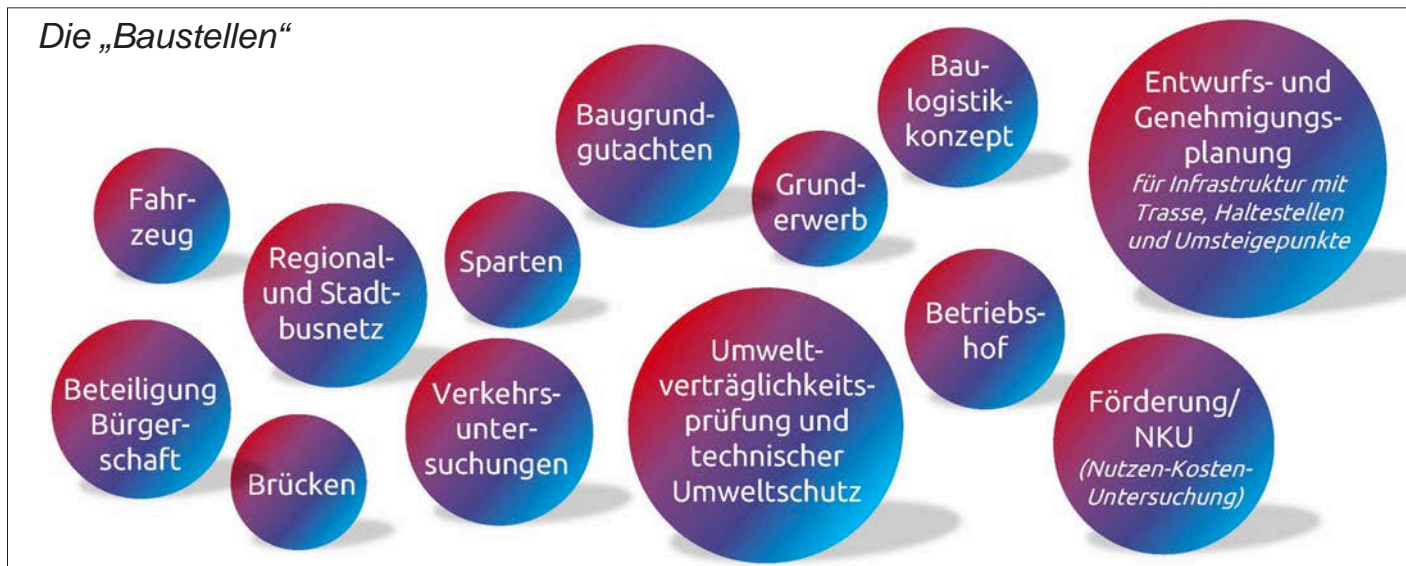 Die „Baustellen“
Fahr-
zeug
Regional-
und Stadt-
busnetz
Sparten
Baugrund-
gutachten
Grund-
erwerb
Bau-
logistik-
konzept
Entwurfs- und
Genehmigungs-
planung
für Infrastruktur mit
Trasse, Haltestellen
und Umsteigepunkte
Beteiligung
Bürger-
schaft
Brücken
Verkehrs-
unter-
suchungen
Umwelt-
verträglichkeits-
prüfung und
technischer
Umweltschutz
Betriebs-
hof
Förderung/
NKU
(Nutzen-Kosten-
Untersuchung)